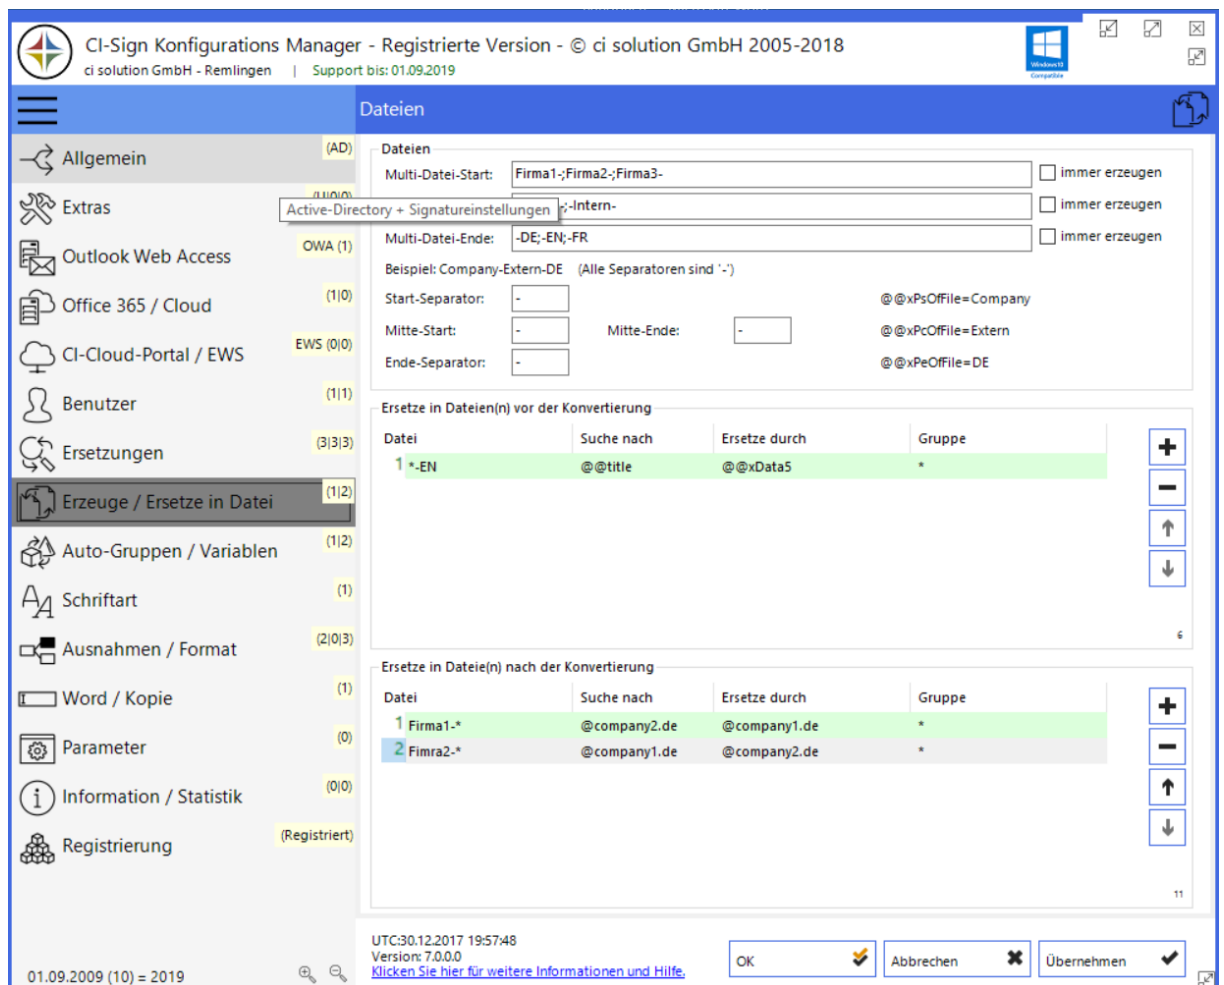 CI-Sign Konfigurations Manager - Registrierte Version - © ci solution GmbH 2005-2018
ci solution GmbH - Remlingen | Support bis: 01.09.2019
Windows10
Compatible
Dateien
Allgemein (AD)
Extras
Active-Directory + Signatureinstellungen
Outlook Web Access OWA (1)
Office 365 / Cloud (1|0)
CI-Cloud-Portal / EWS EWS (0|0)
Benutzer (1|1)
Ersetzungen (3|3|3)
Erzeuge / Ersetze in Datei (1|2)
Auto-Gruppen / Variablen (1|2)
Schriftart (1)
Ausnahmen / Format (2|0|3)
Word / Kopie (1)
Parameter (0)
Information / Statistik (0|0)
Registrierung (Registriert)
01.09.2009 (10) = 2019
Dateien
Multi-Datei-Start: Firma1-;Firma2-;Firma3- immer erzeugen
-;-Intern- immer erzeugen
Multi-Datei-Ende: -DE;-EN;-FR immer erzeugen
Beispiel: Company-Extern-DE (Alle Separatoren sind '-')
Start-Separator: - @@xPsOfFile=Company
Mitte-Start: - Mitte-Ende: - @@xPcOfFile=Extern
Ende-Separator: - @@xPeOfFile=DE
Ersetze in Dateien(n) vor der Konvertierung
Datei Suche nach Ersetze durch Gruppe
1 *-EN @@title @@xData5 *
6
Ersetze in Dateie(n) nach der Konvertierung
Datei Suche nach Ersetze durch Gruppe
1 Firma1-* @company2.de @company1.de *
2 Fimra2-* @company1.de @company2.de *
11
UTC:30.12.2017 19:57:48
Version: 7.0.0.0
Klicken Sie hier für weitere Informationen und Hilfe.
OK Abbrechen Übernehmen